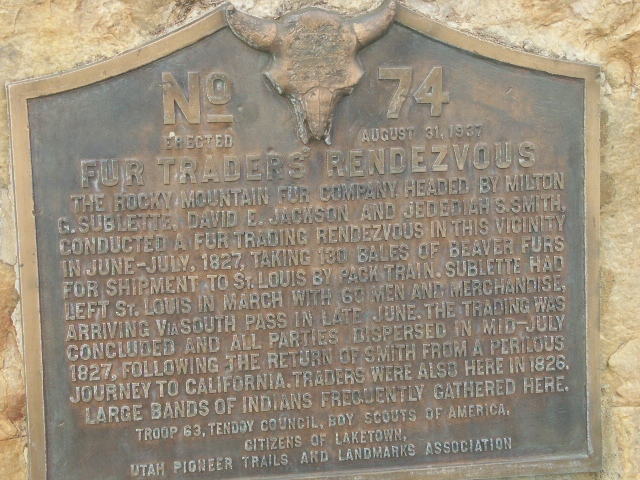 No 74
ERECTED AUGUST 31, 1937
FUR TRADERS' RENDEZVOUS
THE ROCKY MOUNTAIN FUR COMPANY HEADED BY MILTON
G. SUBLETTE, DAVID E. JACKSON AND JEDEDIAH S. SMITH,
CONDUCTED A FUR TRADING RENDEZVOUS IN THIS VICINITY
IN JUNE-JULY, 1827, TAKING 130 BALES OF BEAVER FURS
FOR SHIPMENT TO ST. LOUIS BY PACK TRAIN. SUBLETTE HAD
LEFT ST. LOUIS IN MARCH WITH 60 MEN AND MERCHANDISE,
ARRIVING VIA SOUTH PASS IN LATE JUNE. THE TRADING WAS
CONCLUDED AND ALL PARTIES DISPERSED IN MID-JULY
1827, FOLLOWING THE RETURN OF SMITH FROM A PERILOUS
JOURNEY TO CALIFORNIA. TRADERS WERE ALSO HERE IN 1826.
LARGE BANDS OF INDIANS FREQUENTLY GATHERED HERE.
TROOP 63, TENDOY COUNCIL, BOY SCOUTS OF AMERICA,
CITIZENS OF LAKETOWN,
UTAH PIONEER TRAILS AND LANDMARKS ASSOCIATION